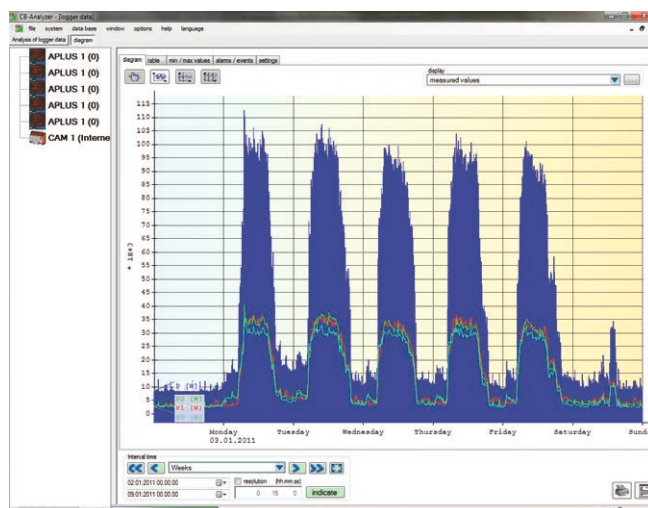 CB-Analyzer - [logger data]
file system data base window options help language
Analysis of logger data diagram
APLUS 1 (0)
APLUS 1 (0)
APLUS 1 (0)
APLUS 1 (0)
APLUS 1 (0)
CAM 1 (Interne
diagram table min / max values alarms / events settings
display
measured values
115
110
105
100
95
90
85
80
75
70
65
60
55
50
45
40
35
30
25
20
15
10
5
0
* 1e+3
P [W]
P1 [W]
Monday Tuesday Wednesday Thursday Friday Saturday Sund
03.01.2011
Interval time
Weeks
02.01.2011 00.00.00
resolution (hh.mm.ss)
09.01.2011 00.00.00
0 15 0
indicate